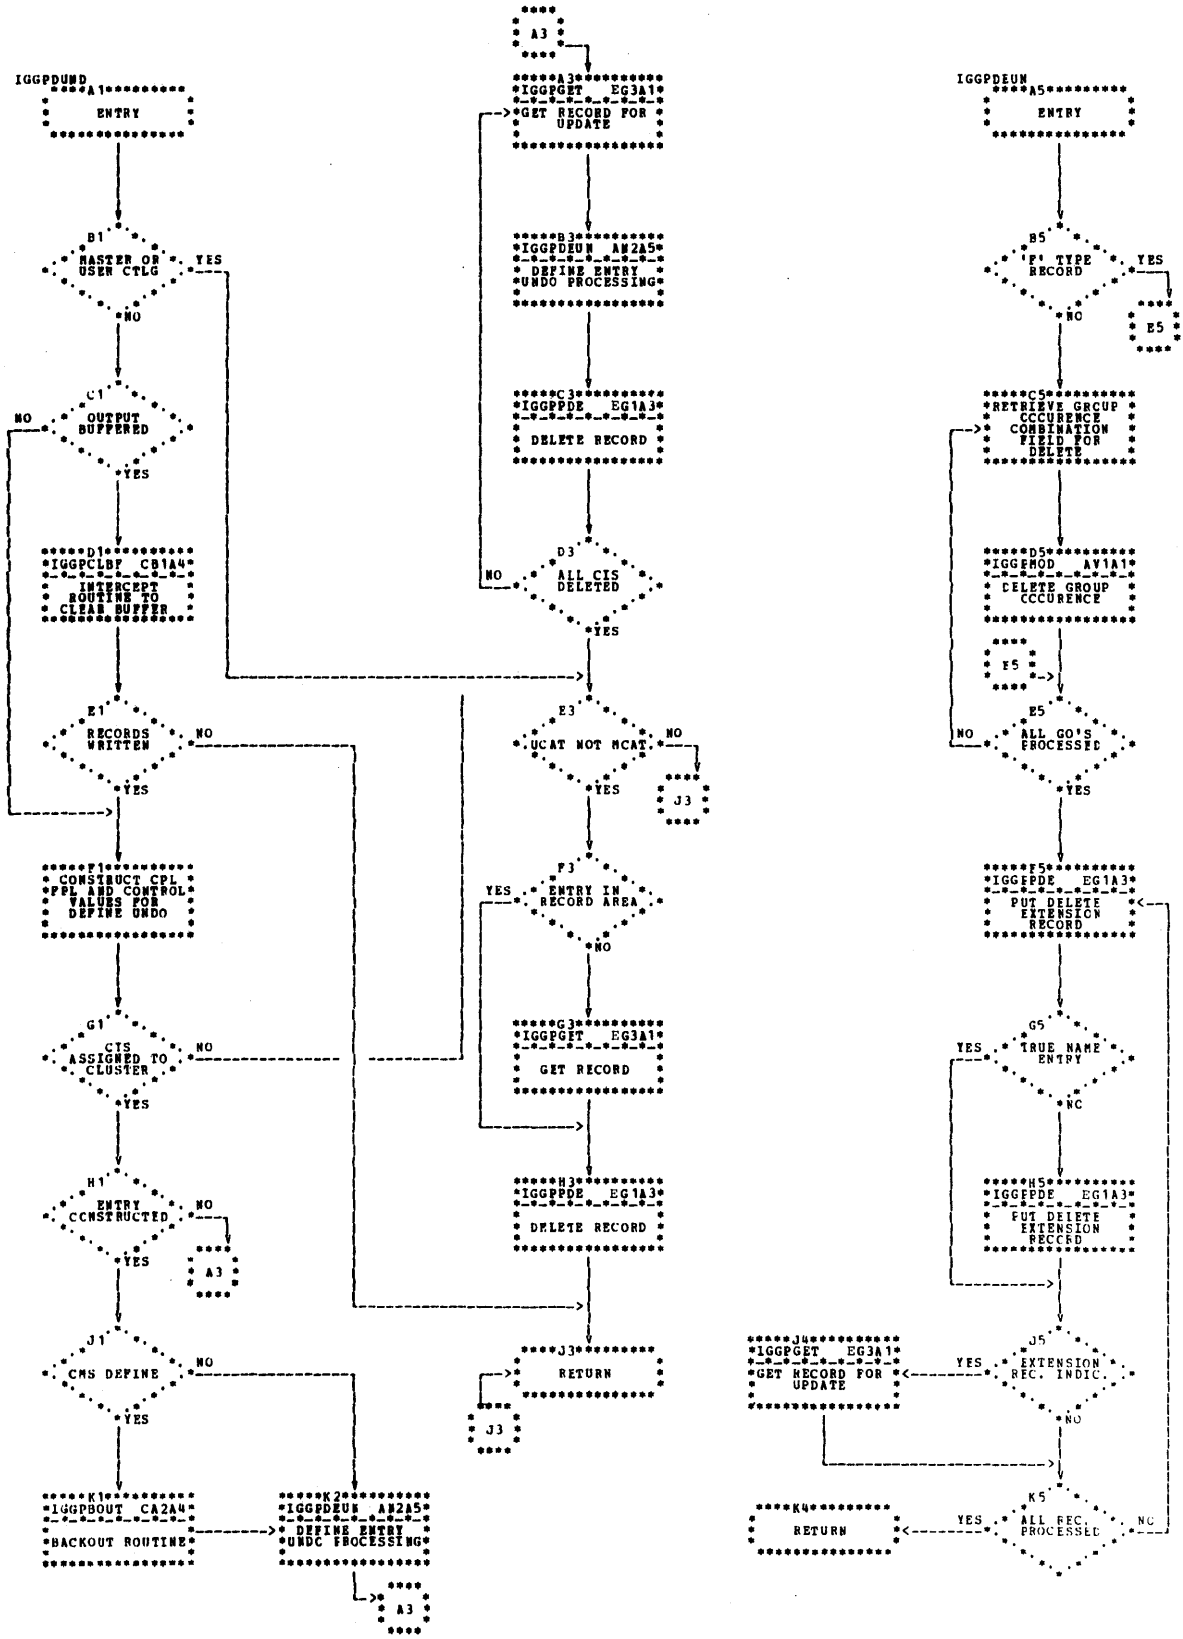 IGGPDUND
A1
ENTRY
B1
MASTER OR
USER CTLG
YES
NO
C1
OUTPUT
BUFFERED
NO
YES
D1
IGGPCLBF CB1A4
INTERCEPT
ROUTINE TO
CLEAR BUFFER
E1
RECORDS
WRITTEN
NO
YES
F1
CONSTRUCT CPL
FPL AND CONTROL
VALUES FOR
DEFINE UNDO
G1
CIS
ASSIGNED TO
CLUSTER
NO
YES
H1
ENTRY
CONSTRUCTED
NO
A3
YES
J1
CMS DEFINE
NO
YES
K1
IGGPBOUT CA2A4
BACKOUT ROUTINE
K2
IGGPDEUN AN2A5
DEFINE ENTRY
UNDO PROCESSING
A3
A3
A3
IGGPGET EG3A1
GET RECORD FOR
UPDATE
B3
IGGPDEUN AN2A5
DEFINE ENTRY
UNDO PROCESSING
C3
IGGPPDE EG1A3
DELETE RECORD
D3
ALL CIS
DELETED
NO
YES
E3
UCAT NOT MCAT
NO
J3
YES
F3
ENTRY IN
RECORD AREA
YES
NO
G3
IGGPGET EG3A1
GET RECORD
H3
IGGPPDE EG1A3
DELETE RECORD
J3
RETURN
J3
IGGPDEUN
A5
ENTRY
B5
'F' TYPE
RECORD
YES
E5
NO
C5
RETRIEVE GROUP
OCCURENCE
COMBINATION
FIELD FOR
DELETE
D5
IGGPMOD AV1A1
DELETE GROUP
OCCURENCE
E5
E5
ALL GO'S
PROCESSED
NO
YES
F5
IGGPPDE EG1A3
PUT DELETE
EXTENSION
RECORD
G5
TRUE NAME
ENTRY
YES
NO
H5
IGGPPDE EG1A3
PUT DELETE
EXTENSION
RECORD
J4
IGGPGET EG3A1
GET RECORD FOR
UPDATE
J5
EXTENSION
REC. INDIC.
YES
NO
K4
RETURN
K5
ALL REC.
PROCESSED
YES
NO